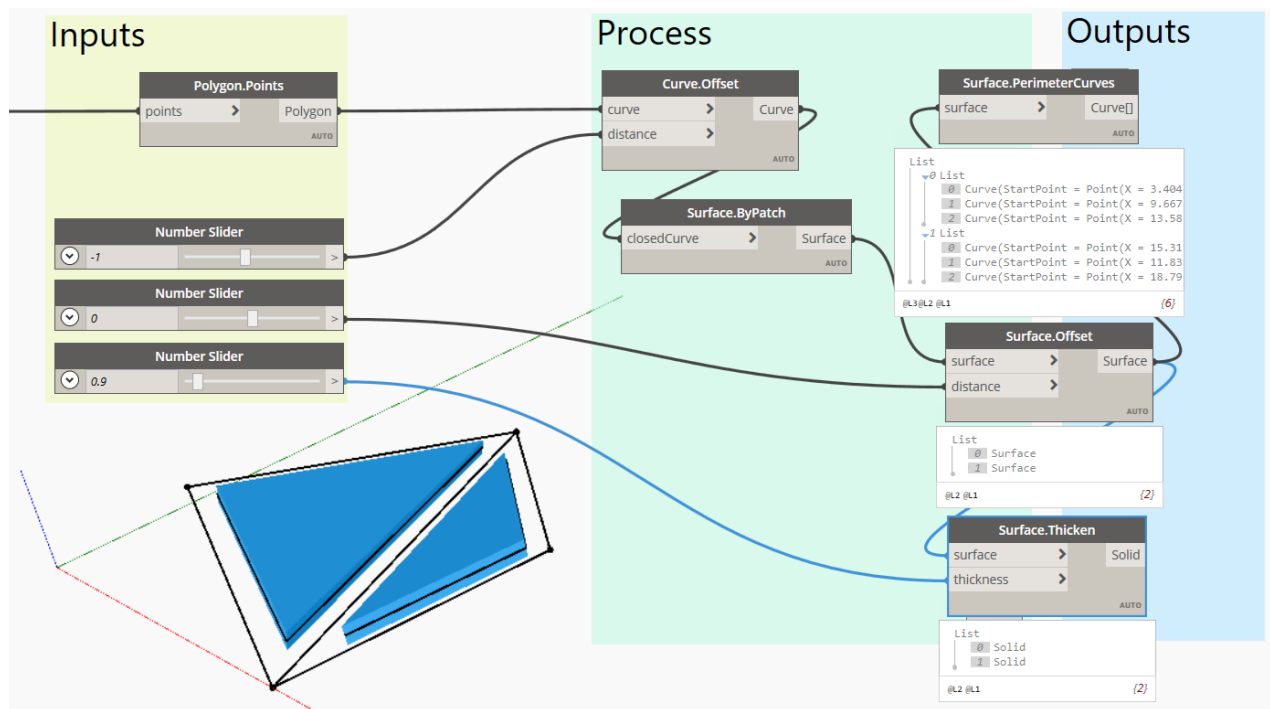 Inputs
Process
Outputs
Polygon.Points
points > Polygon
AUTO
Number Slider
-1 >
Number Slider
0 >
Number Slider
0.9 >
Curve.Offset
curve > Curve
distance >
AUTO
Surface.ByPatch
closedCurve > Surface
AUTO
Surface.PerimeterCurves
surface > Curve[]
AUTO
List
0 List
0 Curve(StartPoint = Point(X = 3.404
1 Curve(StartPoint = Point(X = 9.667
2 Curve(StartPoint = Point(X = 13.58
1 List
0 Curve(StartPoint = Point(X = 15.31
1 Curve(StartPoint = Point(X = 11.83
2 Curve(StartPoint = Point(X = 18.79
@L3@L2 @L1 {6}
Surface.Offset
surface > Surface
distance >
AUTO
List
0 Surface
1 Surface
@L2 @L1 {2}
Surface.Thicken
surface > Solid
thickness >
AUTO
List
0 Solid
1 Solid
@L2 @L1 {2}